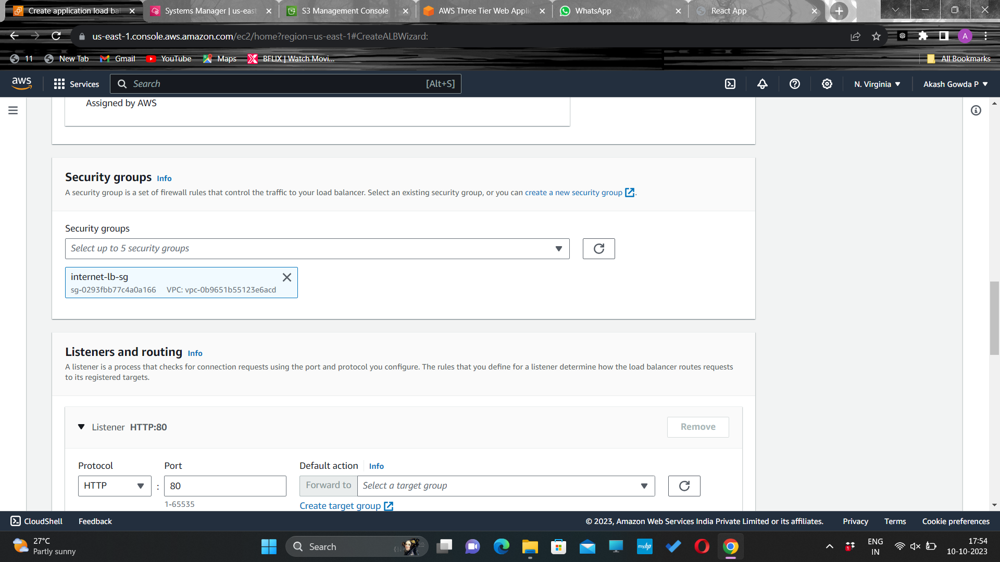 Create application load ba
Systems Manager | us-east
S3 Management Console
AWS Three Tier Web Applic
WhatsApp
React App
us-east-1.console.aws.amazon.com/ec2/home?region=us-east-1#CreateALBWizard:
A
11
New Tab
Gmail
YouTube
Maps
BFLIX | Watch Movi...
All Bookmarks
aws
Services
Search
[Alt+S]
N. Virginia
Akash Gowda P
Assigned by AWS
Security groups Info
A security group is a set of firewall rules that control the traffic to your load balancer. Select an existing security group, or you can create a new security group.
Security groups
Select up to 5 security groups
internet-lb-sg
sg-0293fbb77c4a0a166 VPC: vpc-0b9651b55123e6acd
Listeners and routing Info
A listener is a process that checks for connection requests using the port and protocol you configure. The rules that you define for a listener determine how the load balancer routes requests
to its registered targets.
Listener HTTP:80
Remove
Protocol
Port
Default action
Info
HTTP
:
80
Forward to
Select a target group
1-65535
Create target group
CloudShell
Feedback
© 2023, Amazon Web Services India Private Limited or its affiliates.
Privacy
Terms
Cookie preferences
27°C
Partly sunny
Search
myhp
1
ENG
IN
17:54
10-10-2023